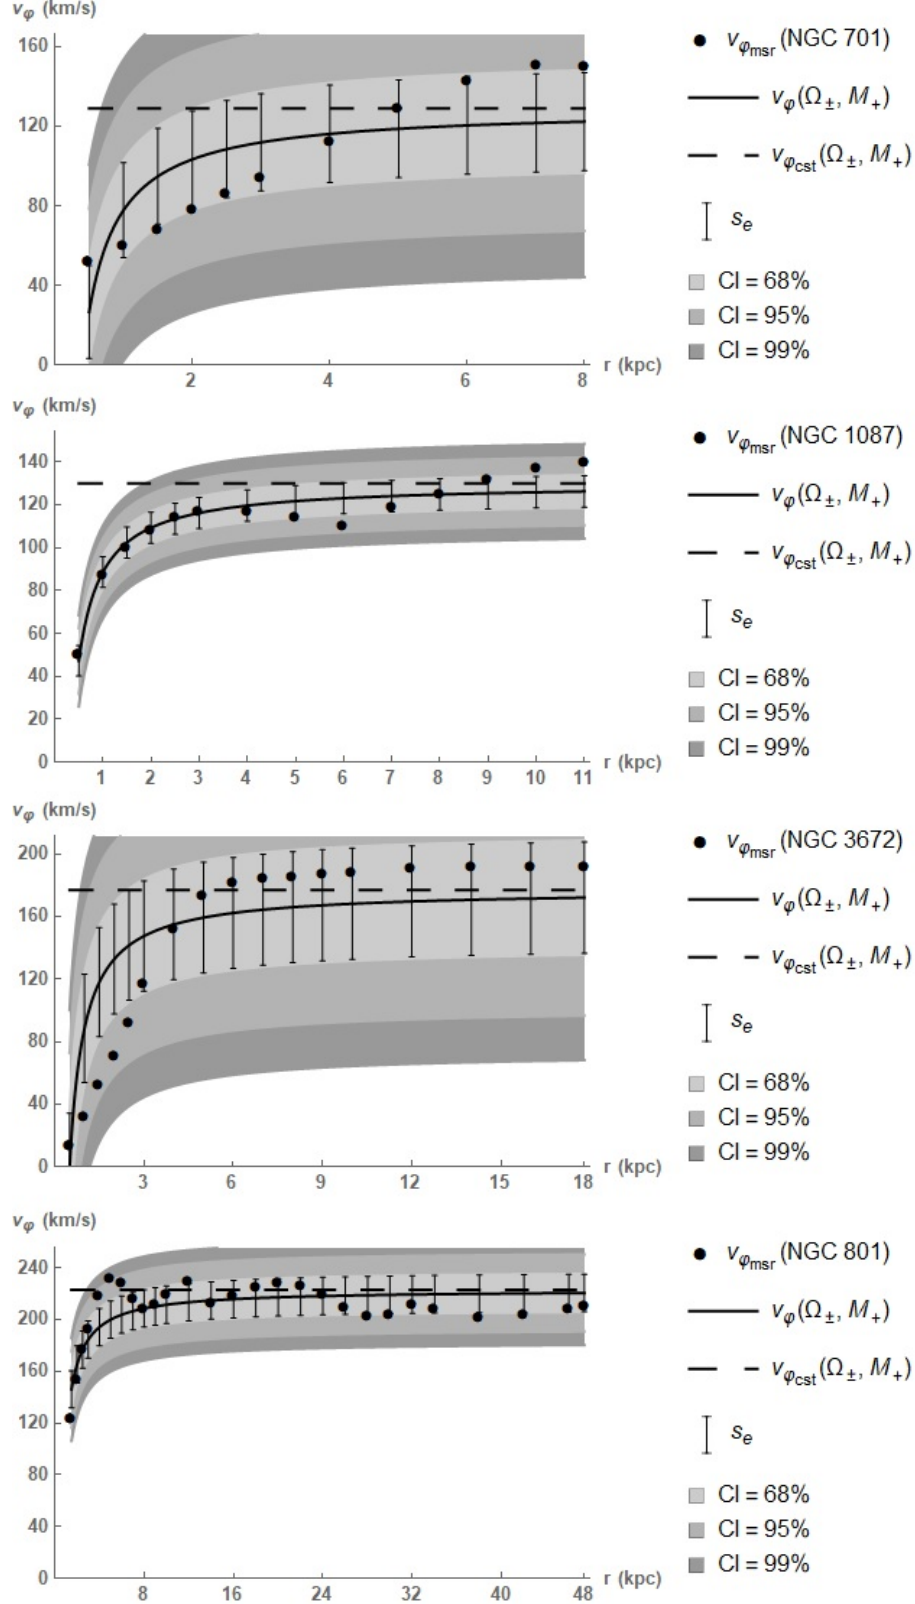 v_φ (km/s)
160
120
80
40
0
2 4 6 8 r (kpc)
● v_φmsr (NGC 701)
v_φ(Ω±, M+)
v_φcst(Ω±, M+)
s_e
CI = 68%
CI = 95%
CI = 99%
v_φ (km/s)
140
120
100
80
60
40
20
0
1 2 3 4 5 6 7 8 9 10 11 r (kpc)
● v_φmsr (NGC 1087)
v_φ(Ω±, M+)
v_φcst(Ω±, M+)
s_e
CI = 68%
CI = 95%
CI = 99%
v_φ (km/s)
200
160
120
80
40
0
3 6 9 12 15 18 r (kpc)
● v_φmsr (NGC 3672)
v_φ(Ω±, M+)
v_φcst(Ω±, M+)
s_e
CI = 68%
CI = 95%
CI = 99%
v_φ (km/s)
240
200
160
120
80
40
0
8 16 24 32 40 48 r (kpc)
● v_φmsr (NGC 801)
v_φ(Ω±, M+)
v_φcst(Ω±, M+)
s_e
CI = 68%
CI = 95%
CI = 99%